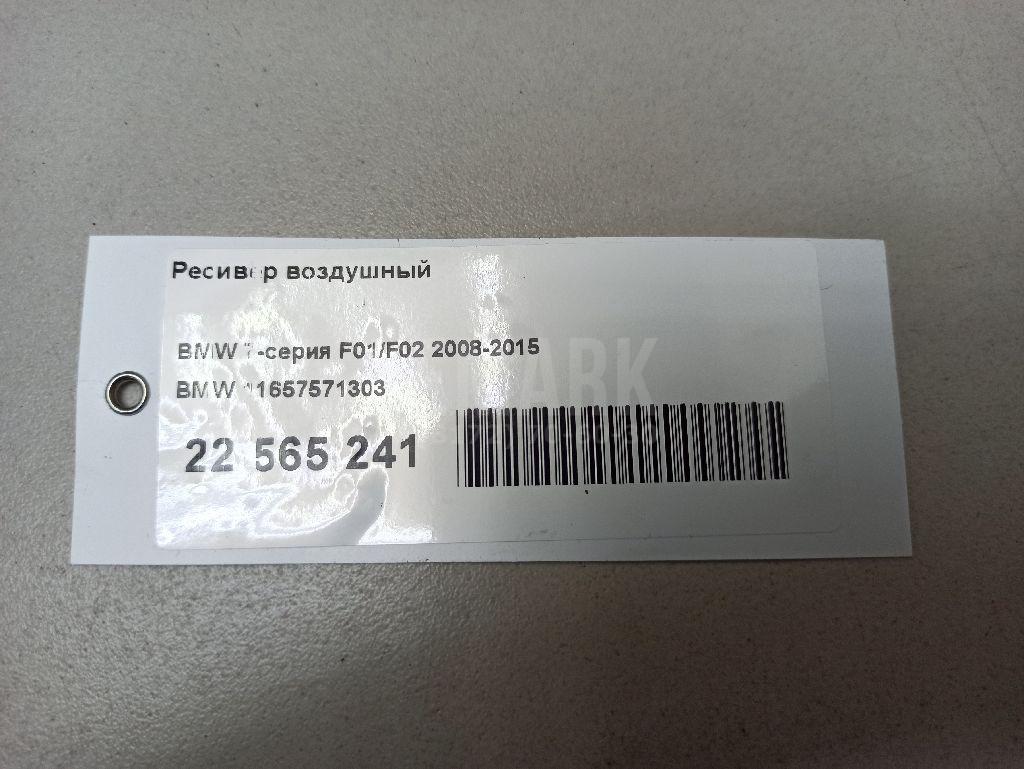 Ресивер воздушный
BMW 7-серия F01/F02 2008-2015
BMW 11657571303
22 565 241